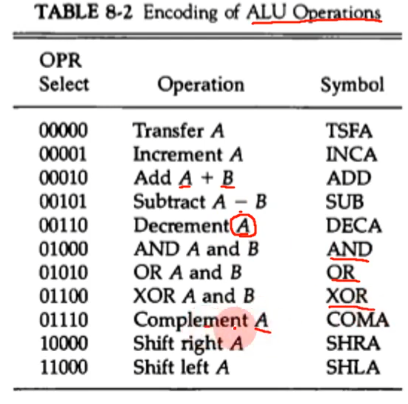 TABLE 8-2 Encoding of ALU Operations
OPR
Select Operation Symbol
00000 Transfer A TSFA
00001 Increment A INCA
00010 Add A + B ADD
00101 Subtract A − B SUB
00110 Decrement A DECA
01000 AND A and B AND
01010 OR A and B OR
01100 XOR A and B XOR
01110 Complement A COMA
10000 Shift right A SHRA
11000 Shift left A SHLA